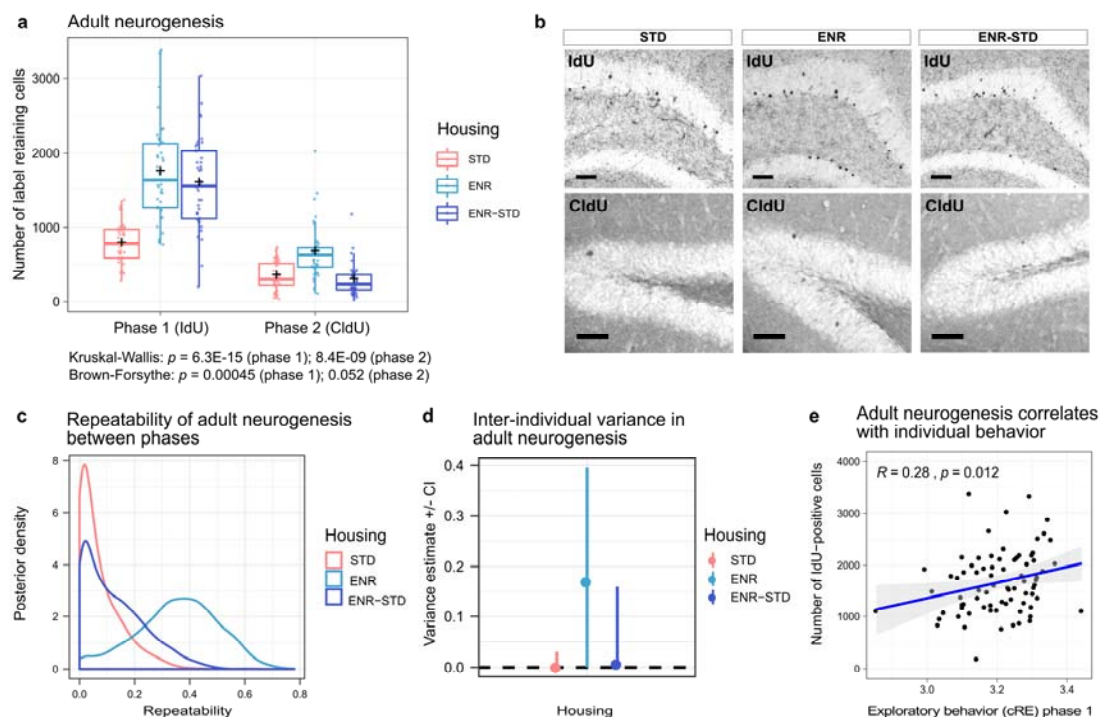 a Adult neurogenesis
Number of label retaining cells
3000
2000
1000
0
Phase 1 (IdU) Phase 2 (CldU)
Housing
STD
ENR
ENR-STD
Kruskal-Wallis: p = 6.3E-15 (phase 1); 8.4E-09 (phase 2)
Brown-Forsythe: p = 0.00045 (phase 1); 0.052 (phase 2)
b
STD ENR ENR-STD
IdU IdU IdU
CldU CldU CldU
c Repeatability of adult neurogenesis
between phases
Posterior density
8
6
4
2
0
0.0 0.2 0.4 0.6 0.8
Repeatability
Housing
STD
ENR
ENR-STD
d Inter-individual variance in
adult neurogenesis
Variance estimate +/- CI
0.4
0.3
0.2
0.1
0.0
Housing
Housing
STD
ENR
ENR-STD
e Adult neurogenesis correlates
with individual behavior
Number of IdU-positive cells
4000
3000
2000
1000
0
R = 0.28 , p = 0.012
3.0 3.2 3.4
Exploratory behavior (cRE) phase 1